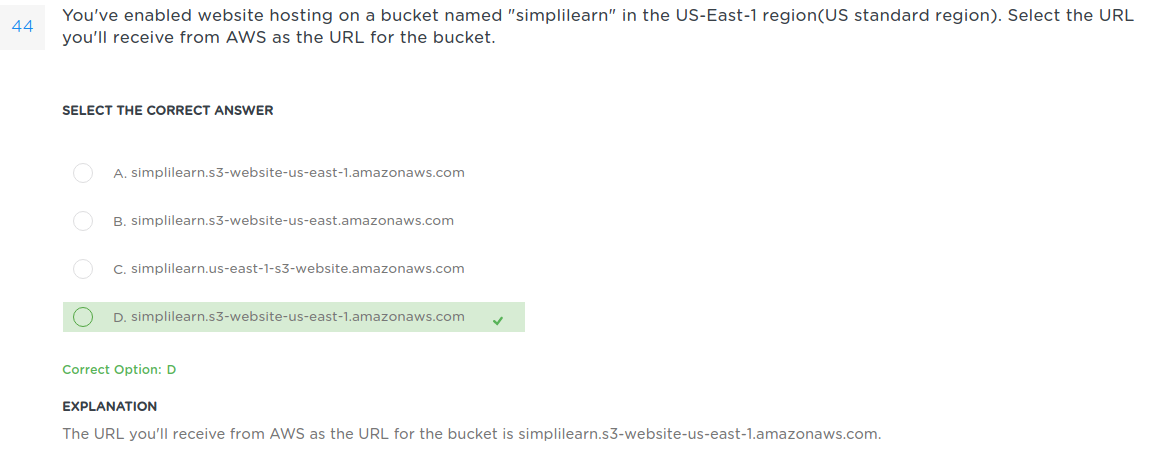 44
You've enabled website hosting on a bucket named "simplilearn" in the US-East-1 region(US standard region). Select the URL
you'll receive from AWS as the URL for the bucket.
SELECT THE CORRECT ANSWER
A. simplilearn.s3-website-us-east-1.amazonaws.com
B. simplilearn.s3-website-us-east.amazonaws.com
C. simplilearn.us-east-1-s3-website.amazonaws.com
D. simplilearn.s3-website-us-east-1.amazonaws.com
Correct Option: D
EXPLANATION
The URL you'll receive from AWS as the URL for the bucket is simplilearn.s3-website-us-east-1.amazonaws.com.